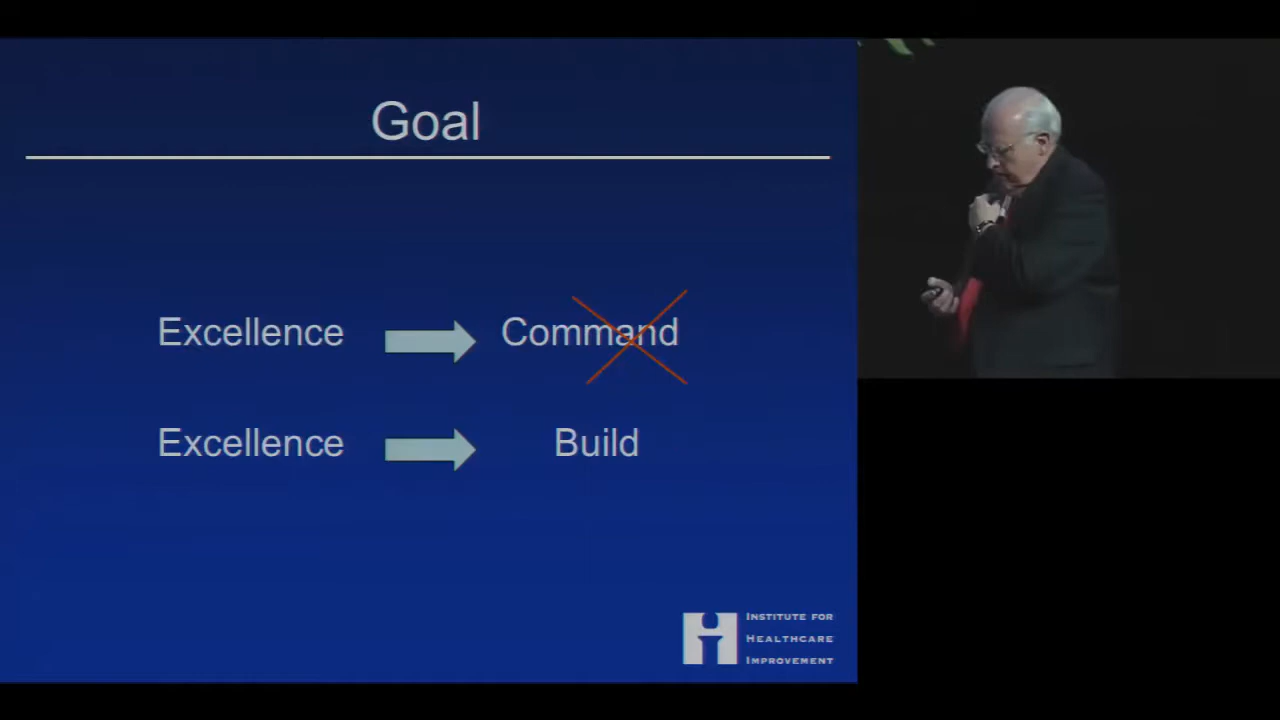 Goal
Excellence Command
Excellence Build
INSTITUTE FOR
HEALTHCARE
IMPROVEMENT